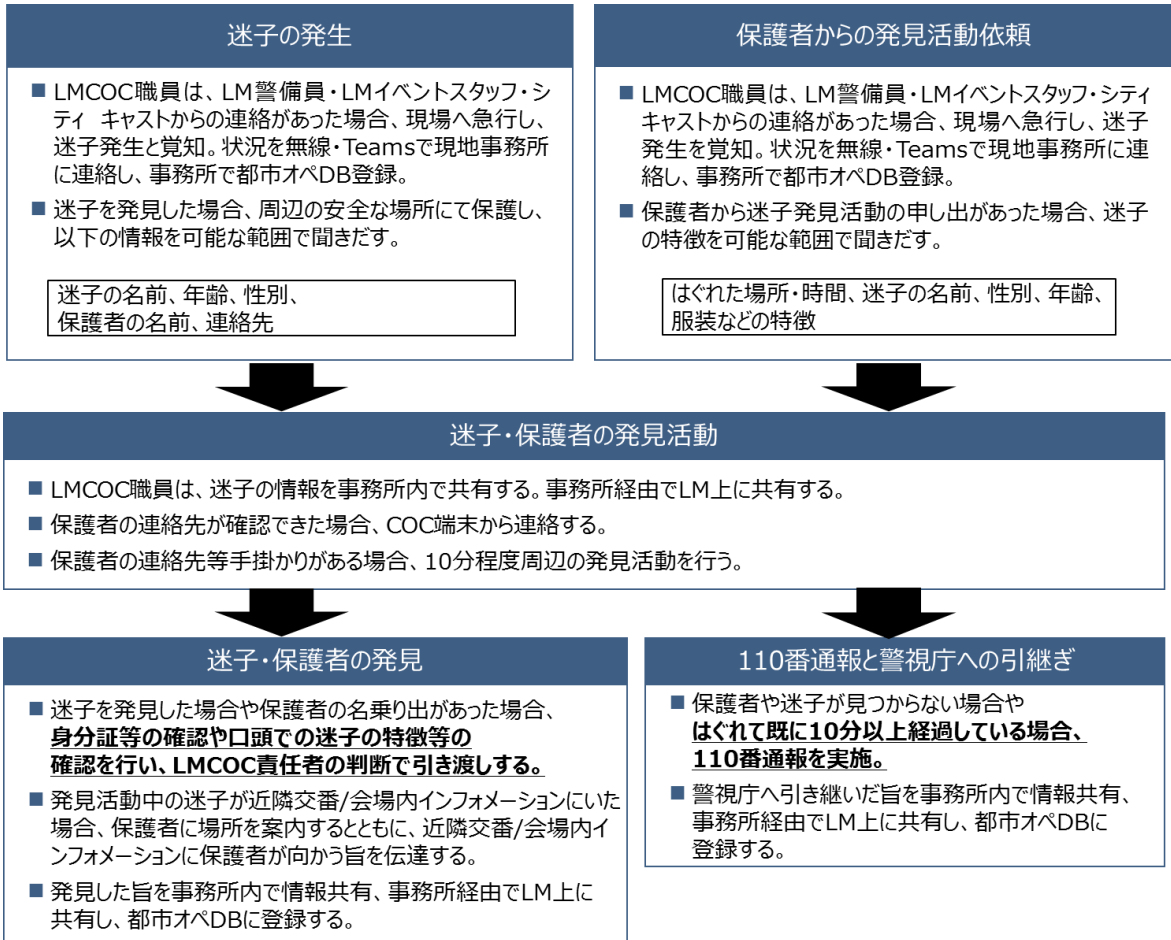 迷子の発生
■ LMCOC職員は、LM警備員・LMイベントスタッフ・シ
ティ キャストからの連絡があった場合、現場へ急行し、
迷子発生と覚知。状況を無線・Teamsで現地事務所
に連絡し、事務所で都市オペDB登録。
■ 迷子を発見した場合、周辺の安全な場所にて保護し、
以下の情報を可能な範囲で聞きだす。
迷子の名前、年齢、性別、
保護者の名前、連絡先
保護者からの発見活動依頼
■ LMCOC職員は、LM警備員・LMイベントスタッフ・シティ
キャストからの連絡があった場合、現場へ急行し、迷子
発生を覚知。状況を無線・Teamsで現地事務所に連
絡し、事務所で都市オペDB登録。
■ 保護者から迷子発見活動の申し出があった場合、迷子
の特徴を可能な範囲で聞きだす。
はぐれた場所・時間、迷子の名前、性別、年齢、
服装などの特徴
迷子・保護者の発見活動
■ LMCOC職員は、迷子の情報を事務所内で共有する。事務所経由でLM上に共有する。
■ 保護者の連絡先が確認できた場合、COC端末から連絡する。
■ 保護者の連絡先等手掛かりがある場合、10分程度周辺の発見活動を行う。
迷子・保護者の発見
■ 迷子を発見した場合や保護者の名乗り出があった場合、
身分証等の確認や口頭での迷子の特徴等の
確認を行い、LMCOC責任者の判断で引き渡しする。
■ 発見活動中の迷子が近隣交番/会場内インフォメーションにいた
場合、保護者に場所を案内するとともに、近隣交番/会場内イ
ンフォメーションに保護者が向かう旨を伝達する。
■ 発見した旨を事務所内で情報共有、事務所経由でLM上に
共有し、都市オペDBに登録する。
110番通報と警視庁への引継ぎ
■ 保護者や迷子が見つからない場合や
はぐれて既に10分以上経過している場合、
110番通報を実施。
■ 警視庁へ引き継いだ旨を事務所内で情報共有、
事務所経由でLM上に共有し、都市オペDBに
登録する。